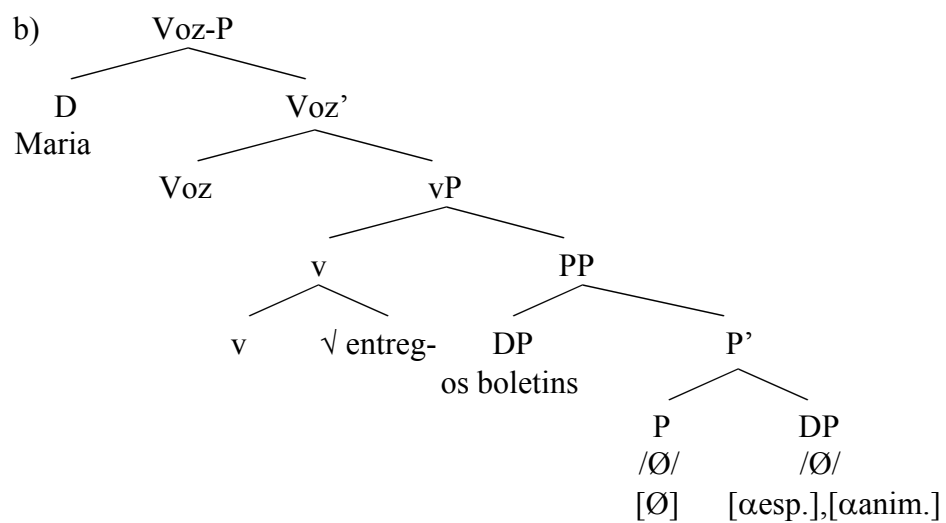 b) Voz-P
D Voz’
Maria
Voz vP
v PP
v √ entreg- DP P’
os boletins
P DP
/Ø/ /Ø/
[Ø] [αesp.],[αanim.]